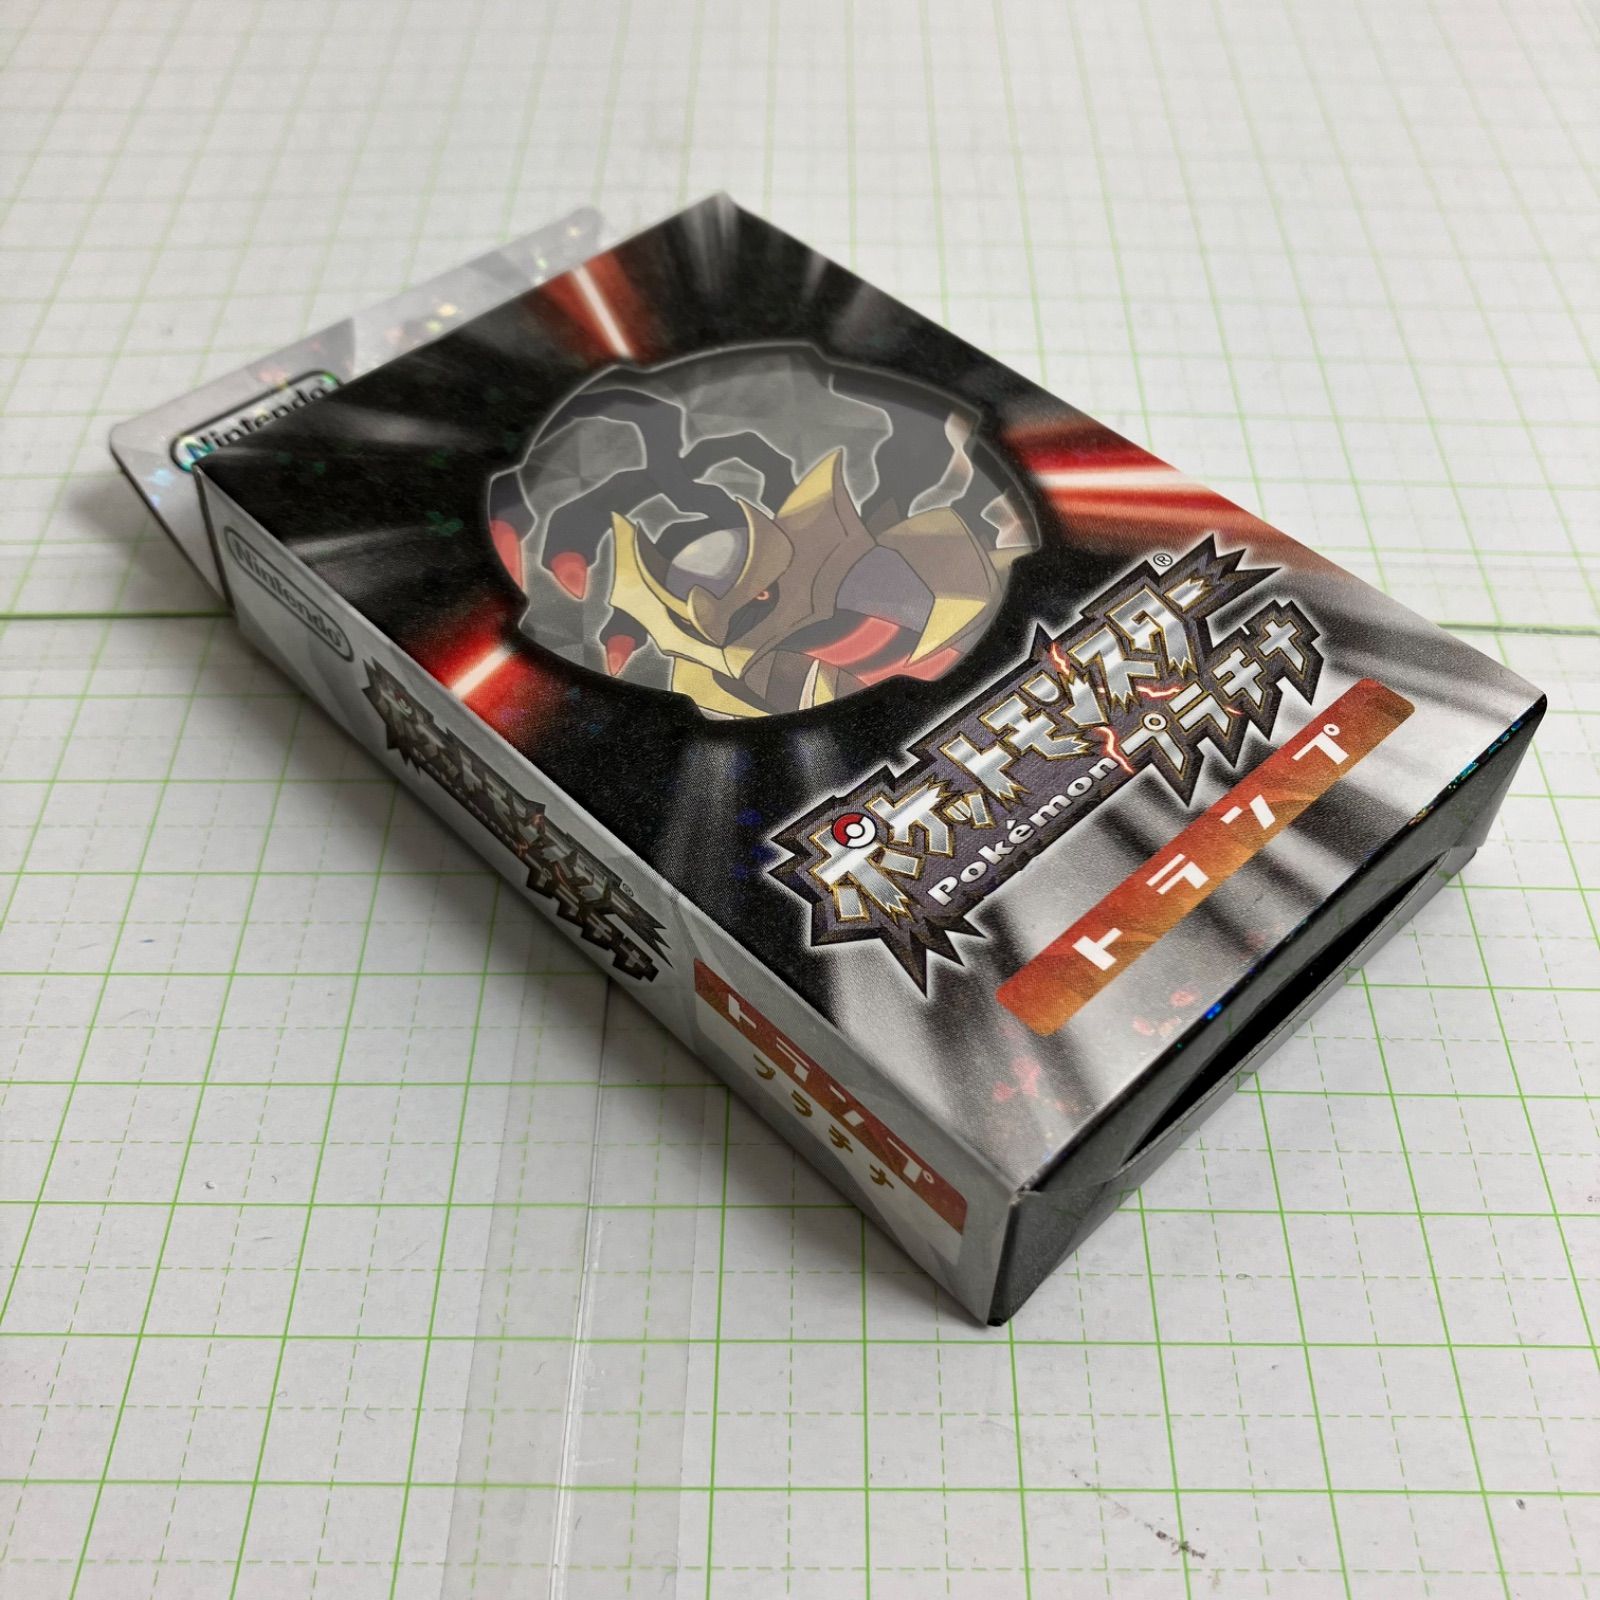 Nintendo®
ポケットモンスター®
Pokémon プラチナ
トランプ
Nintendo®
ポケットモンスター®
プラチナ
トランプ
プラチナ